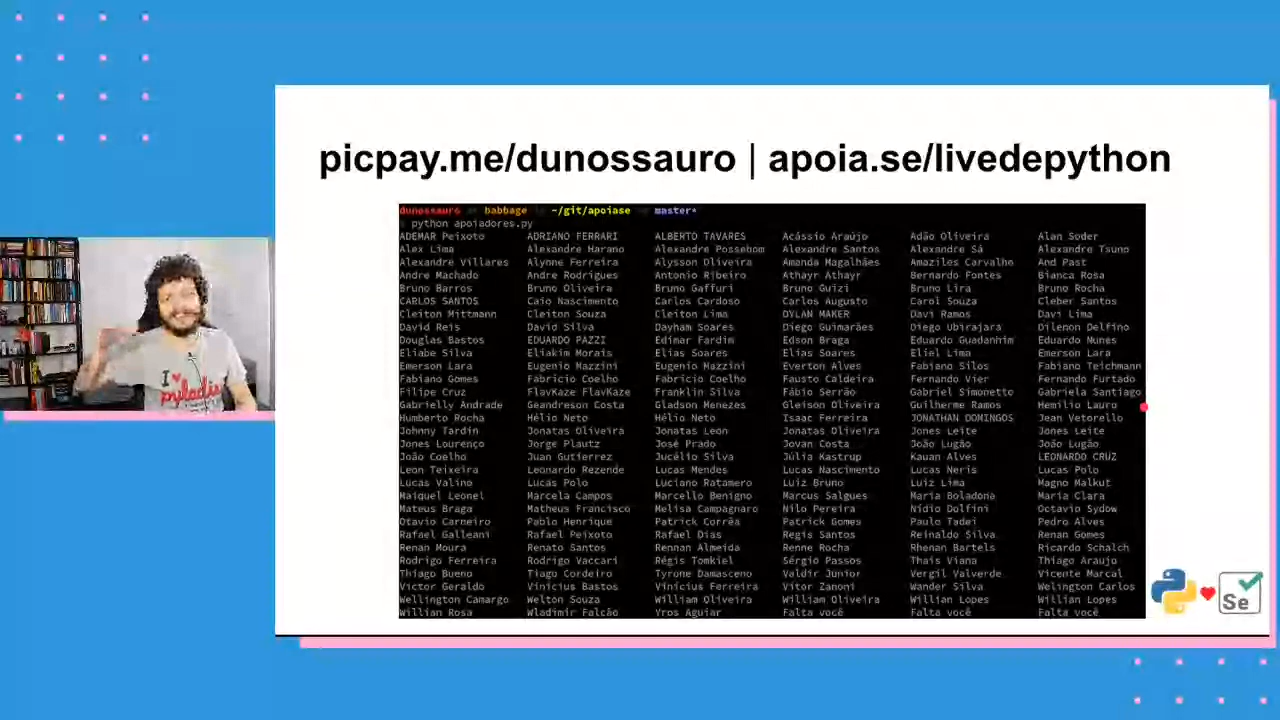 picpay.me/dunossauro | apoia.se/livedepython
dunossauro babbage ~/git/apoiase master*
python apoiadores.py
ADEMAR Peixoto ADRIANO FERRARI ALBERTO TAVARES Acássio Araújo Adão Oliveira Alan Soder
Alex Lima Alexandre Harano Alexandre Possebom Alexandre Santos Alexandre Sá Alexandre Tsuno
Alexandre Villares Alynne Ferreira Alysson Oliveira Amanda Magalhães Amaziles Carvalho And Past
Andre Machado Andre Rodrigues Antonio Ribeiro Athayr Athayr Bernardo Fontes Bianca Rosa
Bruno Barros Bruno Oliveira Bruno Gaffuri Bruno Guizi Bruno Lira Bruno Rocha
CARLOS SANTOS Caio Nascimento Carlos Cardoso Carlos Augusto Carol Souza Cleber Santos
Cleiton Mittmann Cleiton Souza Cleiton Lima DYLAN MAKER Davi Ramos Davi Lima
David Reis David Silva Dayham Soares Diego Guimarães Diego Ubirajara Dilenon Delfino
Douglas Bastos EDUARDO PAZZI Edimar Fardim Edson Braga Eduardo Guadanhim Eduardo Nunes
Eliabe Silva Eliakim Morais Elias Soares Elias Soares Eliel Lima Emerson Lara
Emerson Lara Eugenio Mazzini Eugenio Mazzini Everton Alves Fabiano Silos Fabiano Teichmann
Fabiano Gomes Fabricio Coelho Fabricio Coelho Fausto Caldeira Fernando Vier Fernando Furtado
Filipe Cruz FlavKaze FlavKaze Franklin Silva Fábio Serrão Gabriel Simonetto Gabriela Santiago
Gabrielly Andrade Geandreson Costa Gladson Menezes Gleison Oliveira Guilherme Ramos Hemilio Lauro
Humberto Rocha Hélio Neto Hélio Neto Isaac Ferreira JONATHAN DOMINGOS Jean Vetorello
Johnny Tardin Jonatas Oliveira Jonatas Leon Jonatas Oliveira Jones Leite Jones Leite
Jones Lourenço Jorge Plautz José Prado Jovan Costa João Lugão João Lugão
João Coelho Juan Gutierrez Jucélio Silva Júlia Kastrup Kauan Alves LEONARDO CRUZ
Leon Teixeira Leonardo Rezende Lucas Mendes Lucas Nascimento Lucas Neris Lucas Polo
Lucas Valino Lucas Polo Luciano Ratamero Luiz Bruno Luiz Lima Magno Malkut
Maiquel Leonel Marcela Campos Marcello Benigno Marcus Salgues Maria Boladona Maria Clara
Mateus Braga Matheus Francisco Melisa Campagnaro Nilo Pereira Nídio Dolfini Octavio Sydow
Otavio Carneiro Pablo Henrique Patrick Corrêa Patrick Gomes Paulo Tadei Pedro Alves
Rafael Galleani Rafael Peixoto Rafael Dias Regis Santos Reinaldo Silva Renan Gomes
Renan Moura Renato Santos Rennan Almeida Renne Rocha Rhenan Bartels Ricardo Schalch
Rodrigo Ferreira Rodrigo Vaccari Régis Tomkiel Sérgio Passos Thais Viana Thiago Araujo
Thiago Bueno Tiago Cordeiro Tyrone Damasceno Valdir Junior Vergil Valverde Vicente Marcal
Victor Geraldo Vinicius Bastos Vinicius Ferreira Vitor Zanoni Wander Silva Welington Carlos
Wellington Camargo Welton Souza William Oliveira William Oliveira Willian Lopes Willian Lopes
Willian Rosa Wladimir Falcão Yros Aguiar Falta você Falta você Falta você
I pyladies
Se